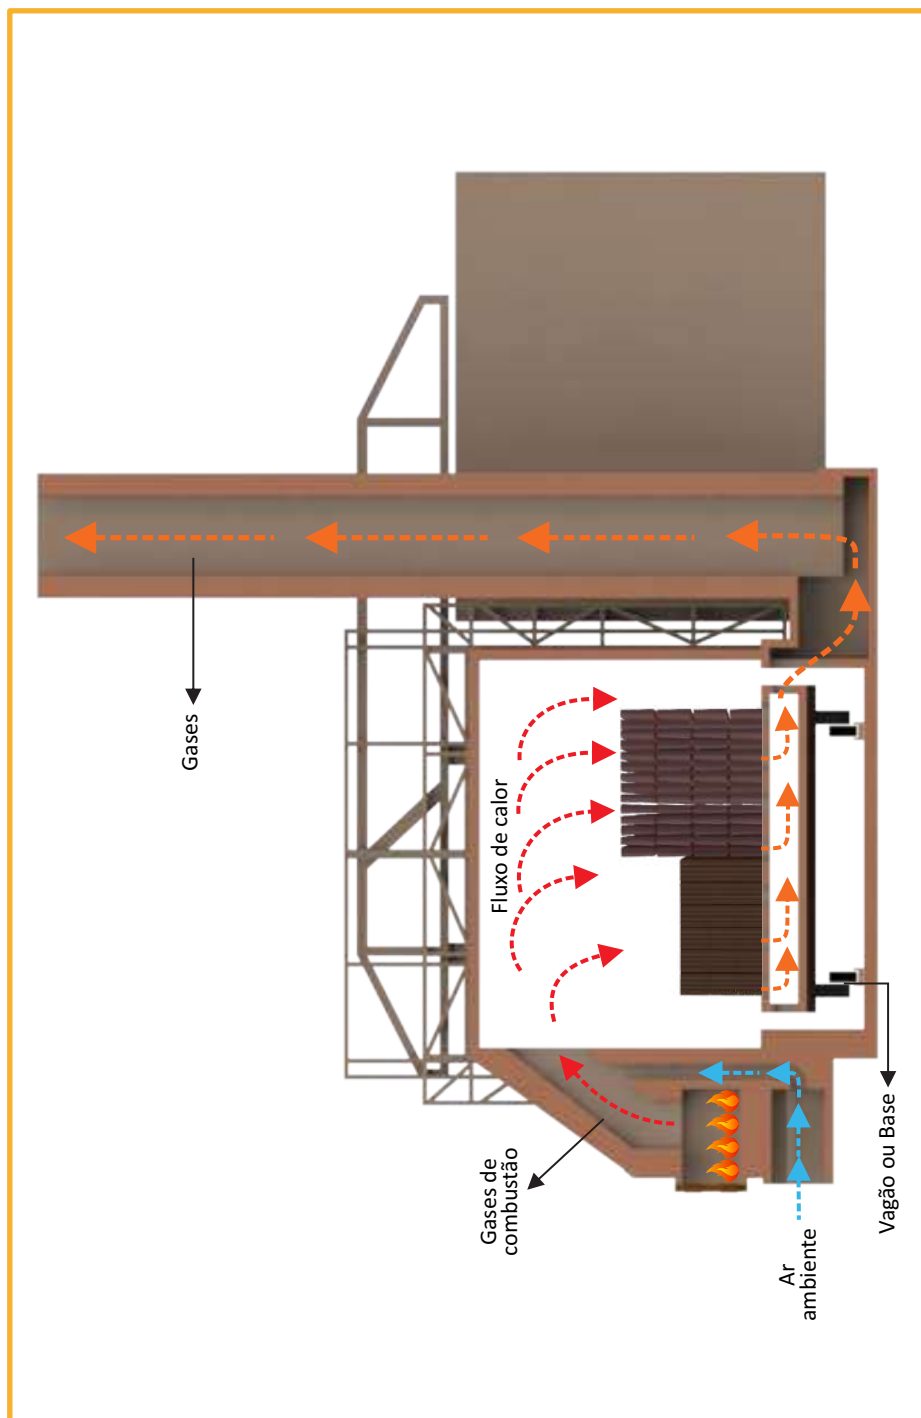 Gases
Fluxo de calor
Gases de
combustão
Ar
ambiente
Vagão ou Base